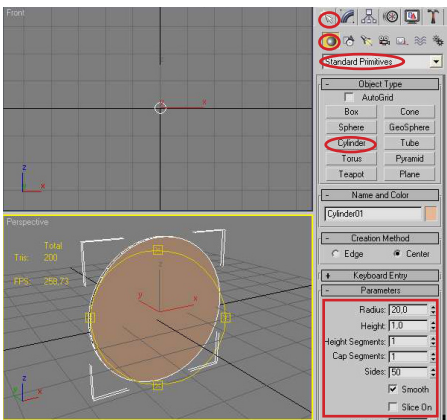 Front
x
z
x
Standard Primitives
- Object Type
AutoGrid
Box Cone
Sphere GeoSphere
Cylinder Tube
Torus Pyramid
Teapot Plane
- Name and Color
Cylinder01
- Creation Method
Edge Center
+ Keyboard Entry
- Parameters
Radius: 20,0
Height: 1,0
Height Segments: 1
Cap Segments: 1
Sides: 50
Smooth
Slice On
Perspective
Total
Tris: 200
FPS: 258,73
z
y
x
z
x